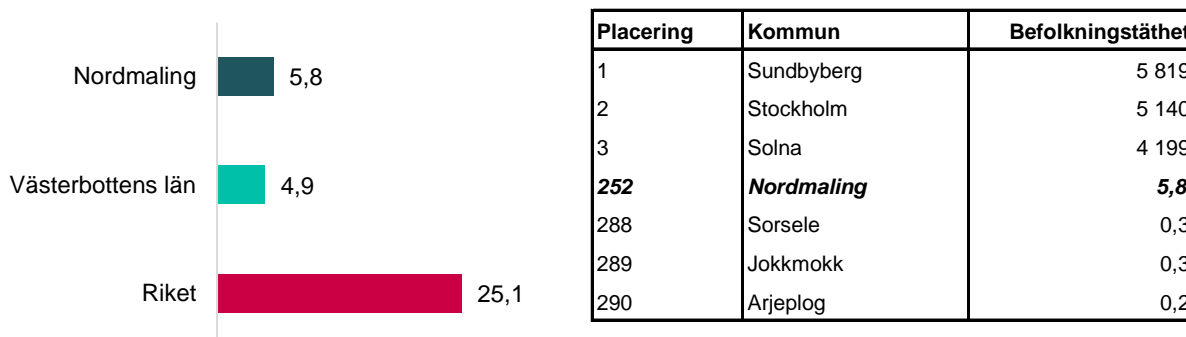 Nordmaling 5,8
Västerbottens län 4,9
Riket 25,1
Placering Kommun Befolkningstäthet
1 Sundbyberg 5 819
2 Stockholm 5 140
3 Solna 4 199
252 Nordmaling 5,8
288 Sorsele 0,3
289 Jokkmokk 0,3
290 Arjeplog 0,2